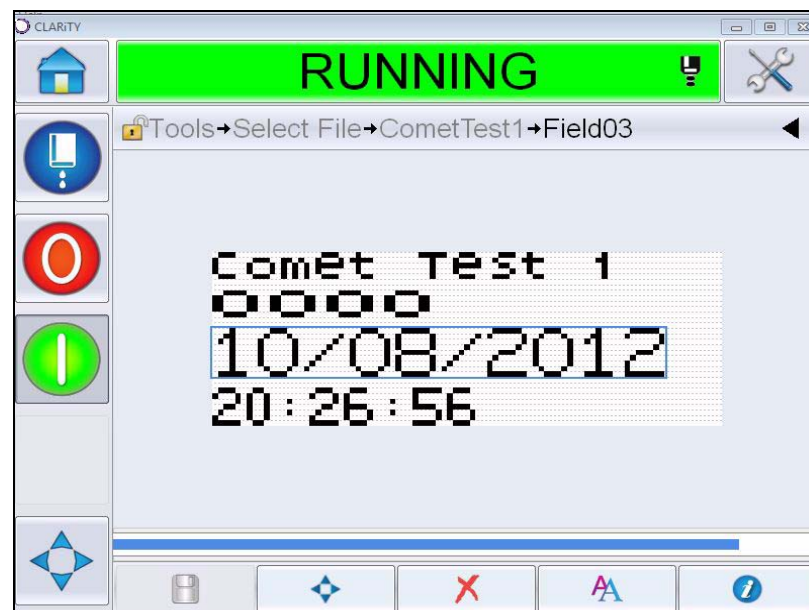 CLARiTY
RUNNING
Tools→Select File→CometTest1→Field03
Comet Test 1
0000
10/08/2012
20:26:56